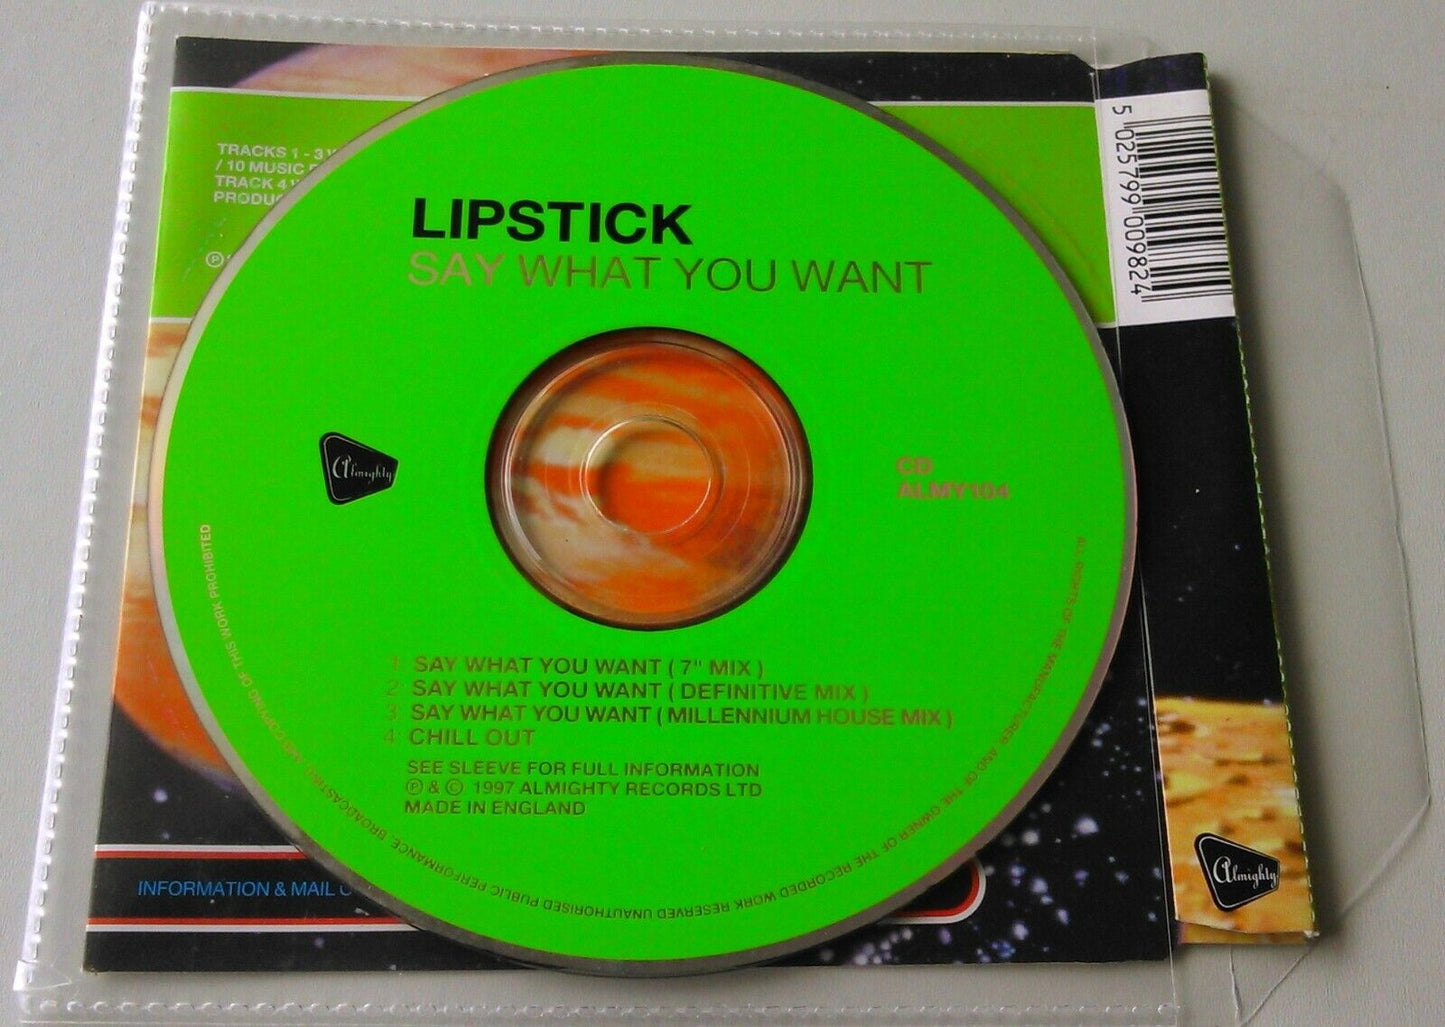 TRACKS 1 - 3
/ 10 MUSIC
TRACK 4
℗
LIPSTICK
SAY WHAT YOU WANT
Almighty
CD
ALMY104
1. SAY WHAT YOU WANT ( 7" MIX )
2. SAY WHAT YOU WANT ( DEFINITIVE MIX )
3. SAY WHAT YOU WANT ( MILLENNIUM HOUSE MIX )
4. CHILL OUT
SEE SLEEVE FOR FULL INFORMATION
℗ & © 1997 ALMIGHTY RECORDS LTD
MADE IN ENGLAND
ALL RIGHTS OF THE MANUFACTURER AND OF THE OWNER OF THE RECORDED WORK RESERVED UNAUTHORISED PUBLIC PERFORMANCE, BROADCASTING AND COPYING OF THIS WORK PROHIBITED
INFORMATION & MAIL
5 025799 009824
Almighty